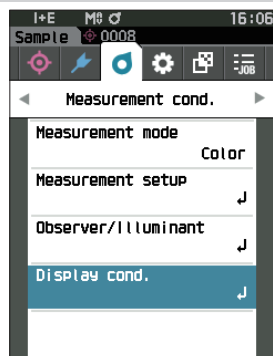 I+E M0 16:06
Sample 0008
JOB
Measurement cond.
Measurement mode
Color
Measurement setup
Observer/Illuminant
Display cond.